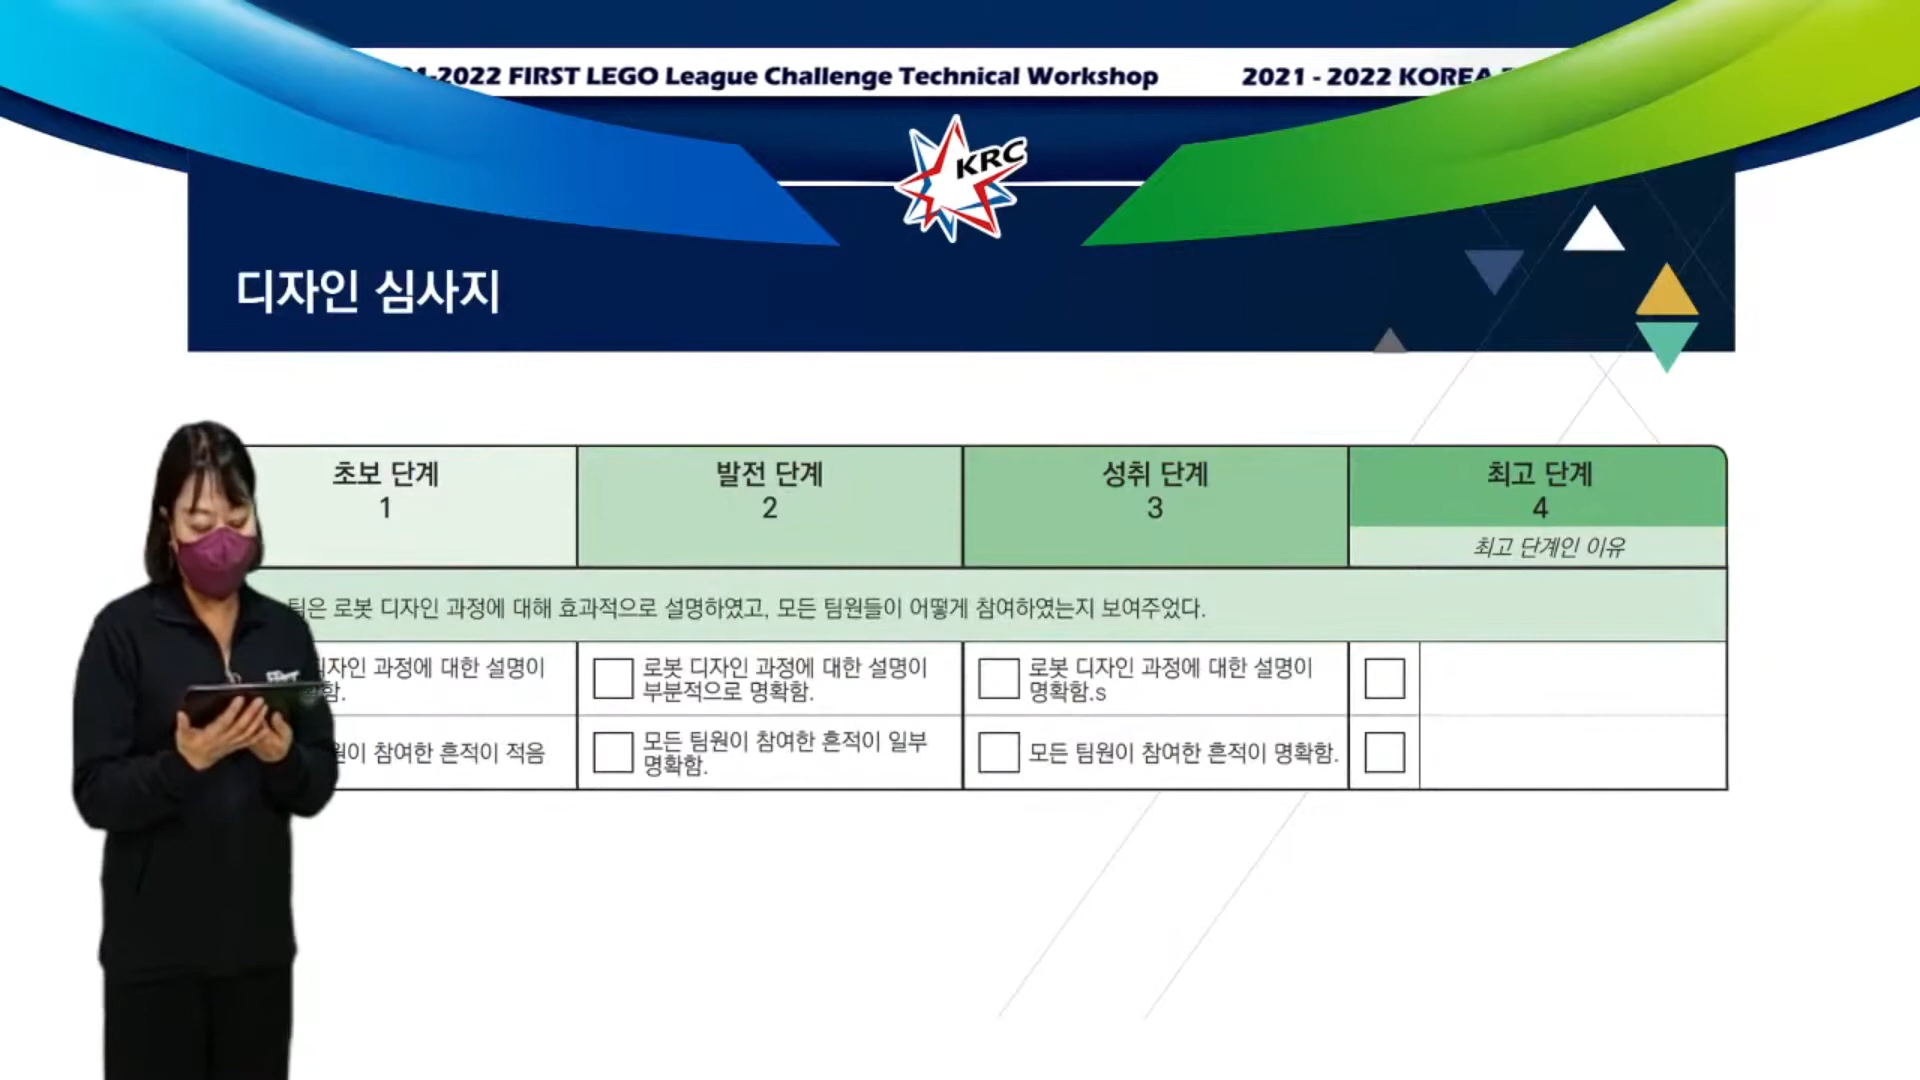 2022 FIRST LEGO League Challenge Technical Workshop 2021 - 2022 KOREA
KRC
디자인 심사지
초보 단계
1
발전 단계
2
성취 단계
3
최고 단계
4
최고 단계인 이유
팀은 로봇 디자인 과정에 대해 효과적으로 설명하였고, 모든 팀원들이 어떻게 참여하였는지 보여주었다.
과정에 대한 설명이
로봇 디자인 과정에 대한 설명이
부분적으로 명확함.
로봇 디자인 과정에 대한 설명이
명확함.s
참여한 흔적이 적음
모든 팀원이 참여한 흔적이 일부
명확함.
모든 팀원이 참여한 흔적이 명확함.